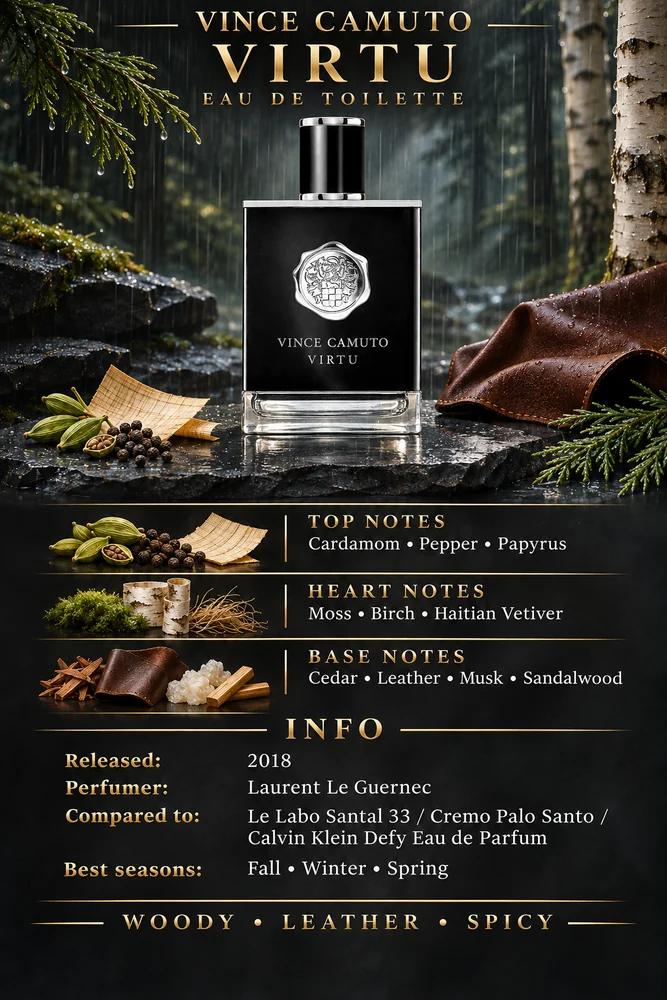 VINCE CAMUTO
VIRTU
EAU DE TOILETTE
VINCE CAMUTO
VIRTU
TOP NOTES
Cardamom • Pepper • Papyrus
HEART NOTES
Moss • Birch • Haitian Vetiver
BASE NOTES
Cedar • Leather • Musk • Sandalwood
INFO
Released: 2018
Perfumer: Laurent Le Guernec
Compared to: Le Labo Santal 33 / Cremo Palo Santo /
Calvin Klein Defy Eau de Parfum
Best seasons: Fall • Winter • Spring
WOODY • LEATHER • SPICY